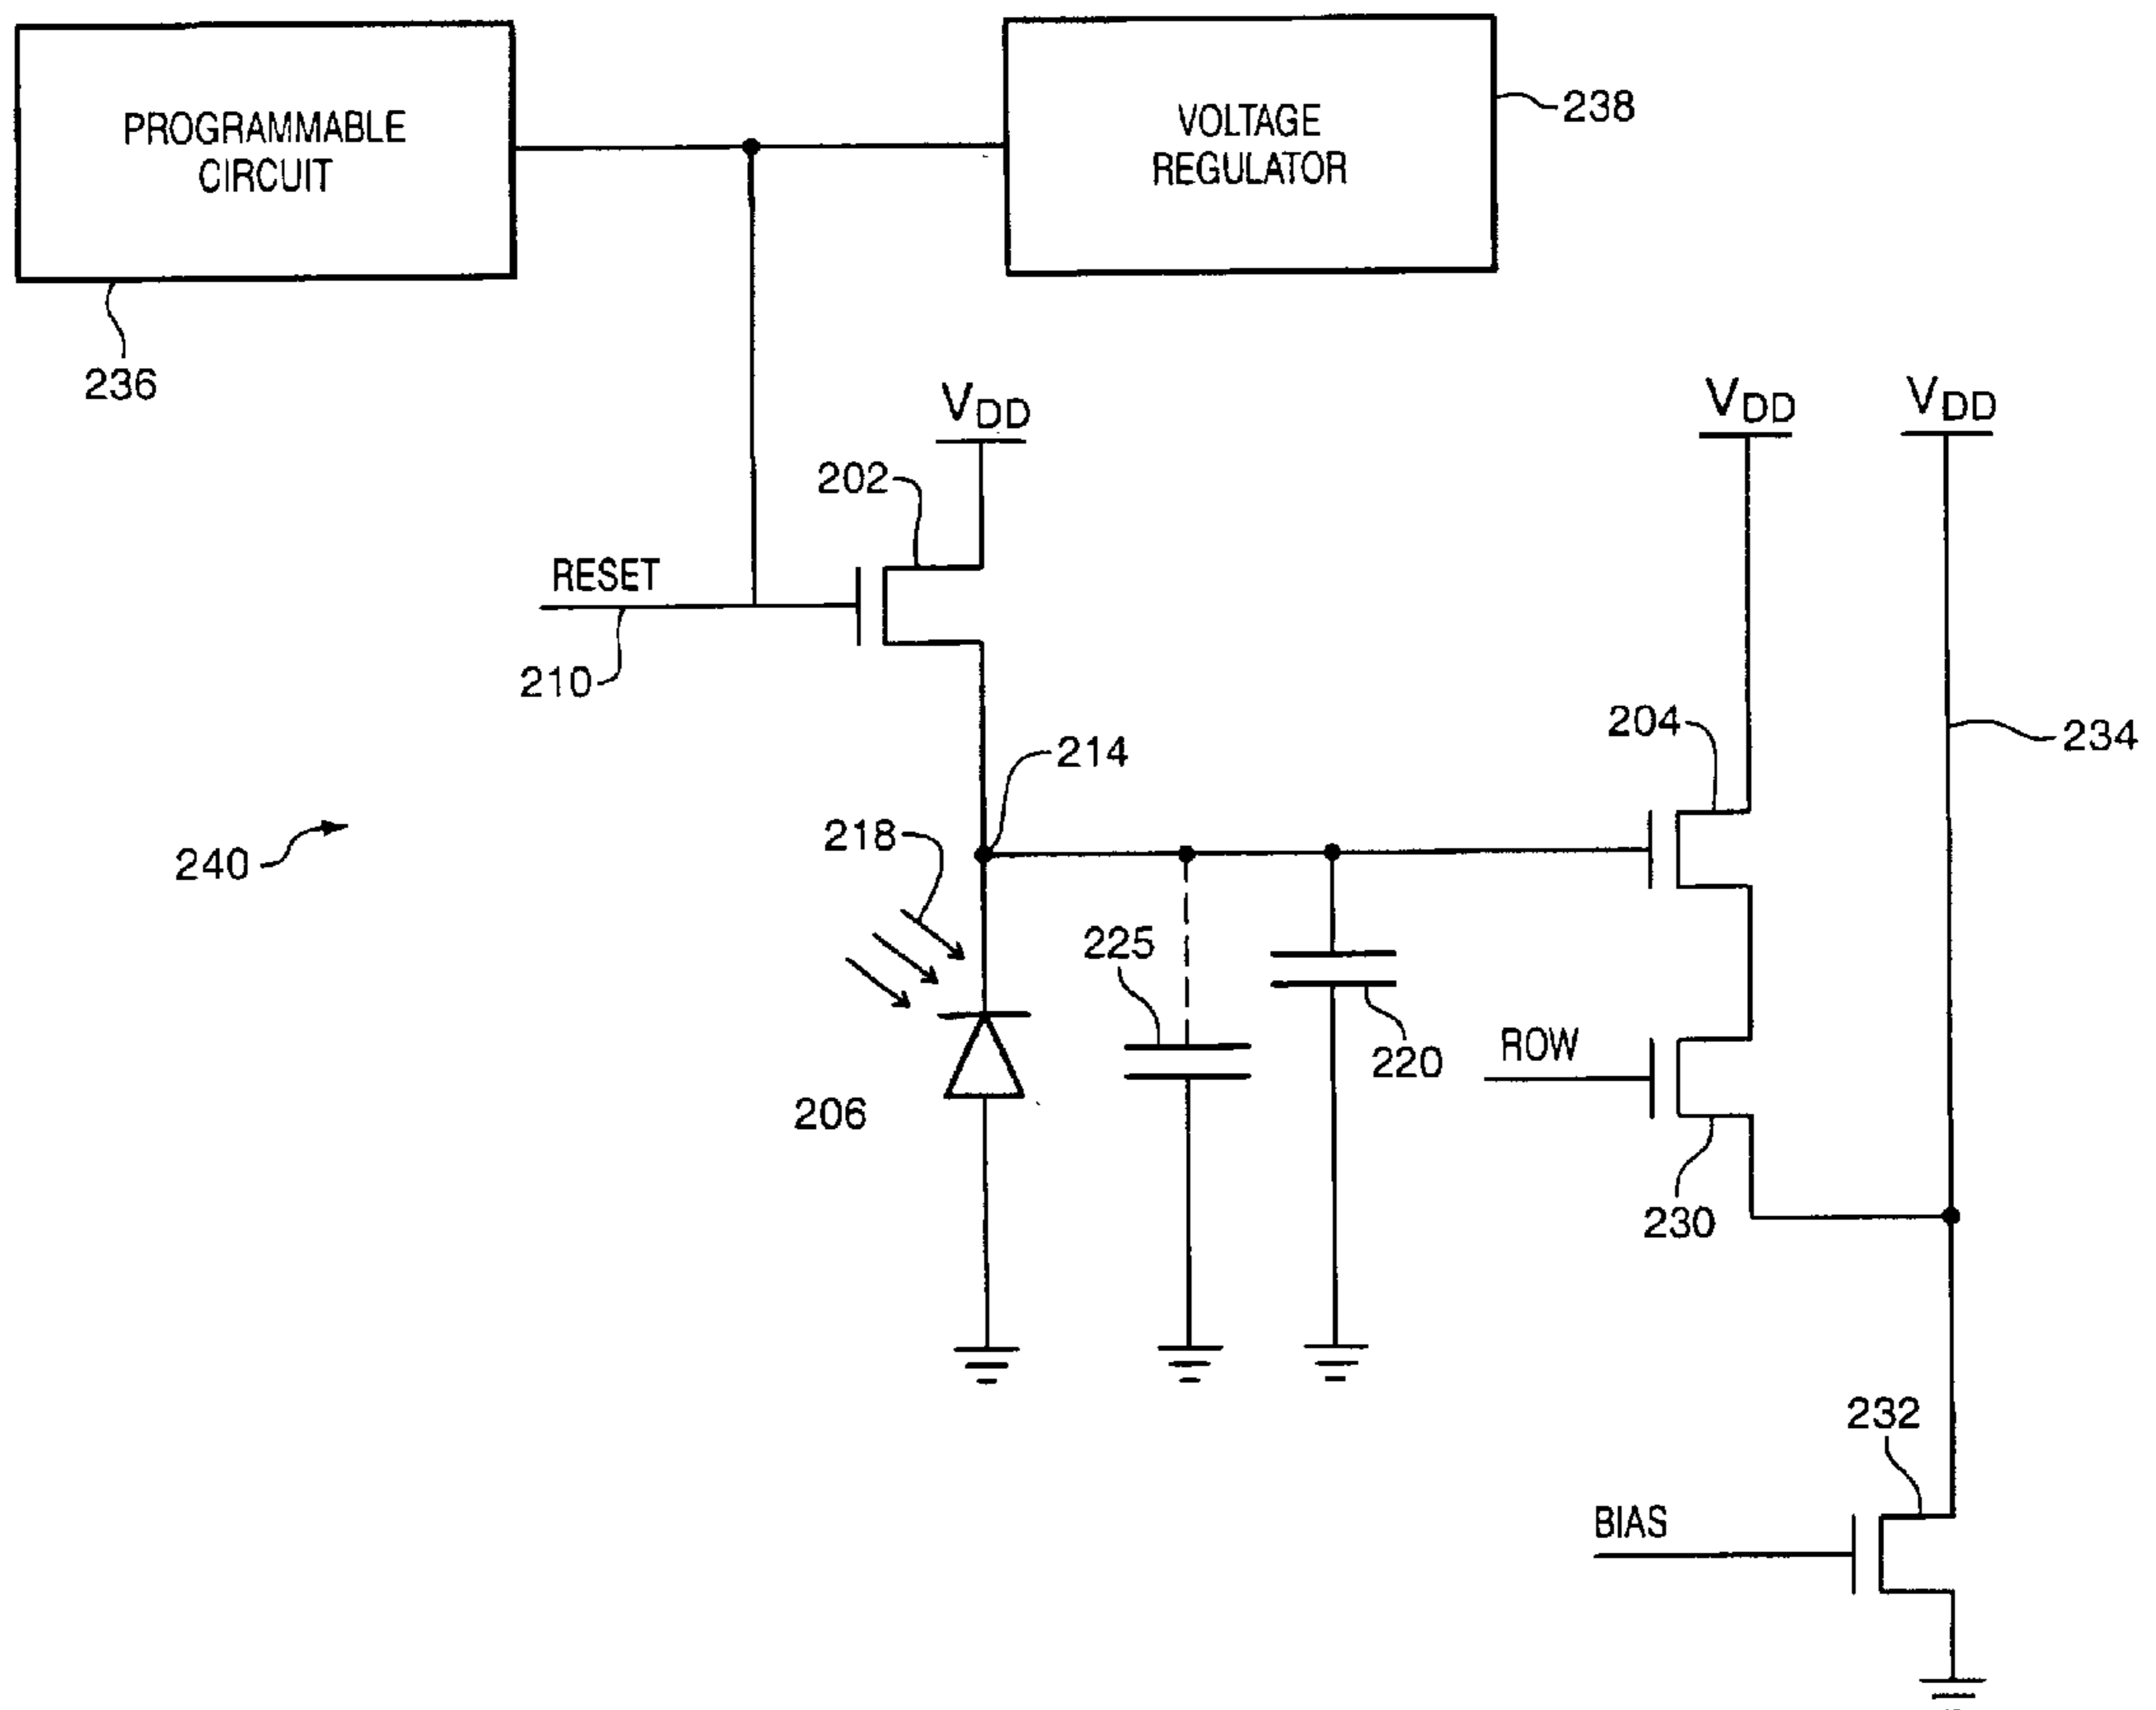 PROGRAMMABLE
CIRCUIT
VOLTAGE
REGULATOR
238
236
VDD
VDD
VDD
202
RESET
210
204
234
214
218
240
225
ROW
220
206
230
232
BIAS